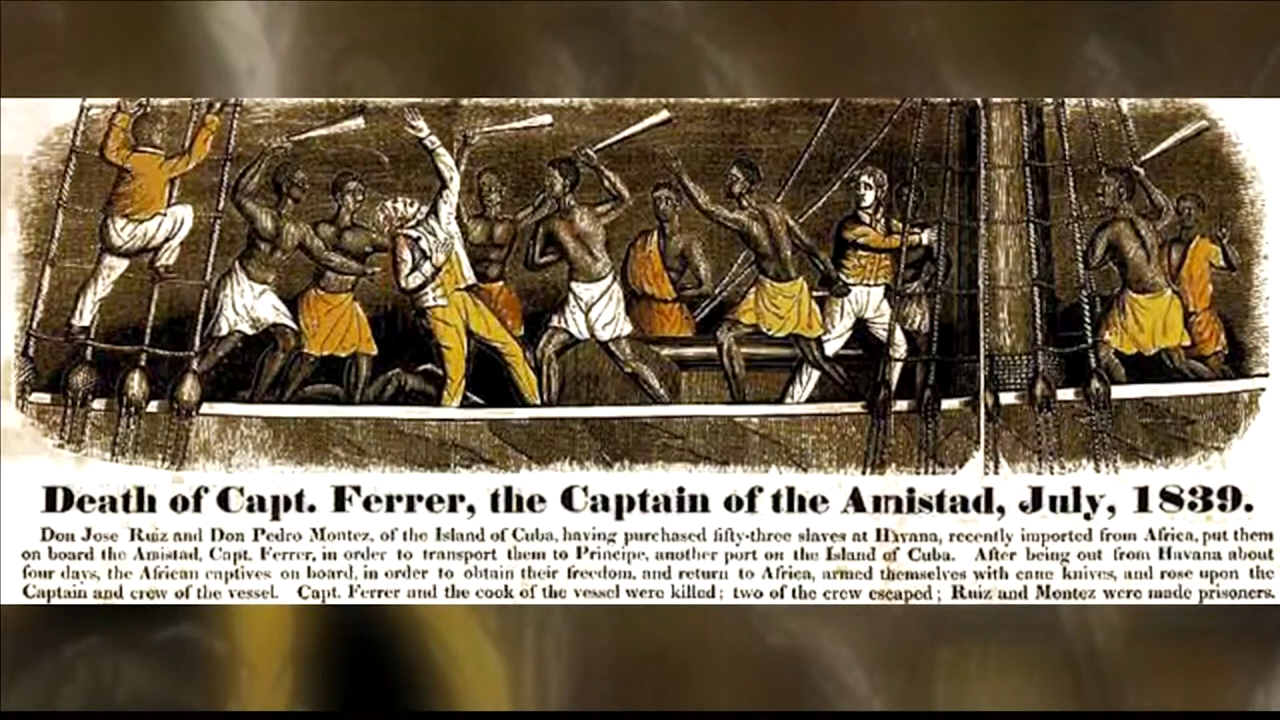 Death of Capt. Ferrer, the Captain of the Amistad, July, 1839.
Don Jose Ruiz and Don Pedro Montez, of the Island of Cuba, having purchased fifty-three slaves at Havana, recently imported from Africa, put them
on board the Amistad, Capt. Ferrer, in order to transport them to Principe, another port on the Island of Cuba. After being out from Havana about
four days, the African captives on board, in order to obtain their freedom, and return to Africa, armed themselves with cane knives, and rose upon the
Captain and crew of the vessel. Capt. Ferrer and the cook of the vessel were killed; two of the crew escaped; Ruiz and Montez were made prisoners.